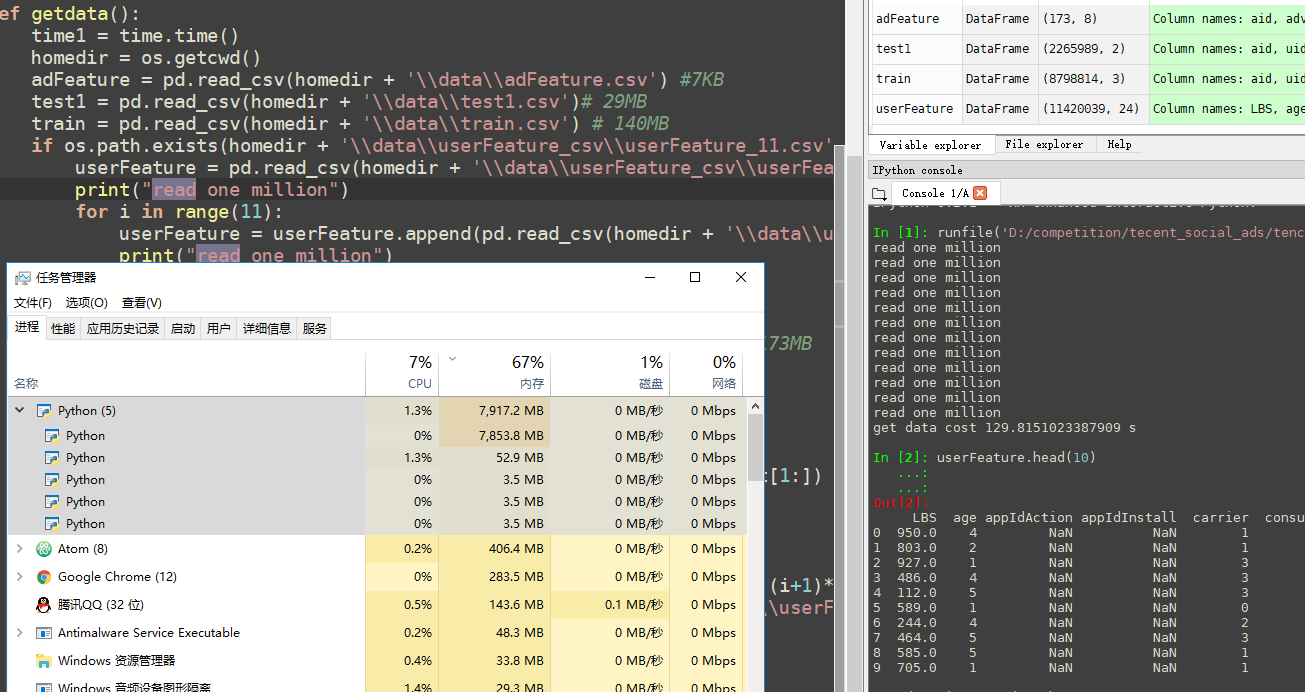 ef getdata():
time1 = time.time()
homedir = os.getcwd()
adFeature = pd.read_csv(homedir + '\\data\\adFeature.csv') #7KB
test1 = pd.read_csv(homedir + '\\data\\test1.csv')# 29MB
train = pd.read_csv(homedir + '\\data\\train.csv') # 140MB
if os.path.exists(homedir + '\\data\\userFeature_csv\\userFeature_11.csv'
userFeature = pd.read_csv(homedir + '\\data\\userFeature_csv\\userFea
print("read one million")
for i in range(11):
userFeature = userFeature.append(pd.read_csv(homedir + '\\data\\u
print("read one million")
73MB
[1:])
(i+1)*
\\userF
任务管理器
文件(F) 选项(O) 查看(V)
进程 性能 应用历史记录 启动 用户 详细信息 服务
7% 67% 1% 0%
名称 CPU 内存 磁盘 网络
Python (5) 1.3% 7,917.2 MB 0 MB/秒 0 Mbps
Python 0% 7,853.8 MB 0 MB/秒 0 Mbps
Python 1.3% 52.9 MB 0 MB/秒 0 Mbps
Python 0% 3.5 MB 0 MB/秒 0 Mbps
Python 0% 3.5 MB 0 MB/秒 0 Mbps
Python 0% 3.5 MB 0 MB/秒 0 Mbps
Atom (8) 0.2% 406.4 MB 0 MB/秒 0 Mbps
Google Chrome (12) 0% 283.5 MB 0 MB/秒 0 Mbps
腾讯QQ (32 位) 0.5% 143.6 MB 0.1 MB/秒 0 Mbps
Antimalware Service Executable 0.2% 48.3 MB 0 MB/秒 0 Mbps
Windows 资源管理器 0.4% 33.8 MB 0 MB/秒 0 Mbps
Windows 音频设备图形隔离 1.4% 29.3 MB 0 MB/秒 0 Mbps
adFeature DataFrame (173, 8) Column names: aid, adv
test1 DataFrame (2265989, 2) Column names: aid, uid
train DataFrame (8798814, 3) Column names: aid, uid
userFeature DataFrame (11420039, 24) Column names: LBS, age
Variable explorer File explorer Help
IPython console
Console 1/A
In [1]: runfile('D:/competition/tecent_social_ads/tenc
read one million
read one million
read one million
read one million
read one million
read one million
read one million
read one million
read one million
read one million
read one million
read one million
get data cost 129.8151023387909 s
In [2]: userFeature.head(10)
...:
...:
Out[2]:
LBS age appIdAction appIdInstall carrier consu
0 950.0 4 NaN NaN 1
1 803.0 2 NaN NaN 1
2 927.0 1 NaN NaN 3
3 486.0 4 NaN NaN 1
4 112.0 5 NaN NaN 3
5 589.0 1 NaN NaN 0
6 244.0 4 NaN NaN 2
7 464.0 5 NaN NaN 3
8 585.0 5 NaN NaN 1
9 705.0 1 NaN NaN 1